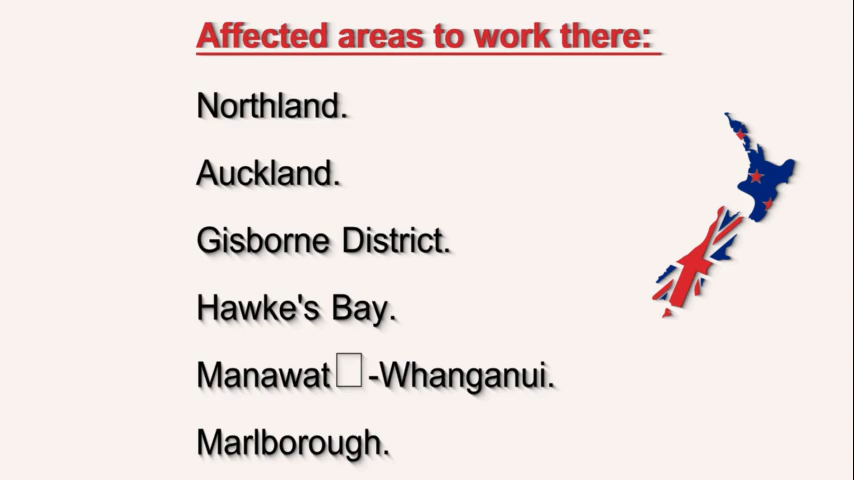 Affected areas to work there:
Northland.
Auckland.
Gisborne District.
Hawke's Bay.
Manawat□-Whanganui.
Marlborough.